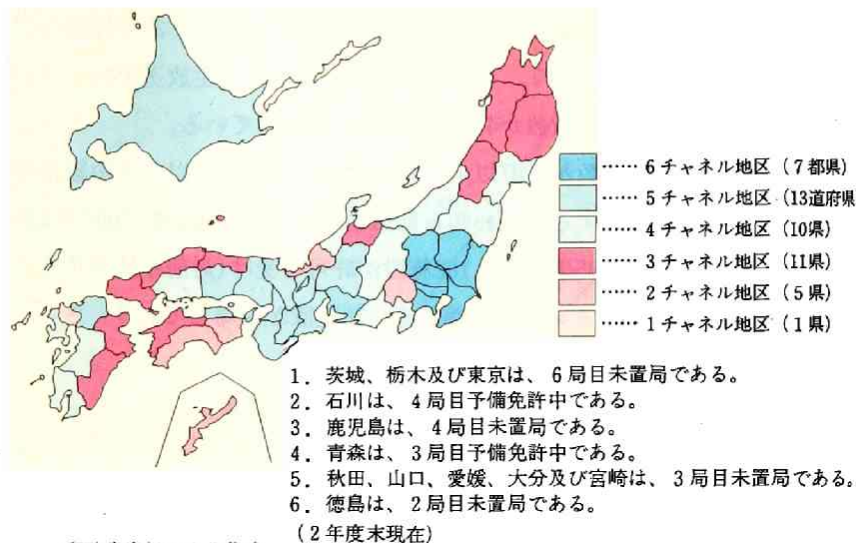 …… 6チャネル地区 (7都県)
…… 5チャネル地区 (13道府県
…… 4チャネル地区 (10県)
…… 3チャネル地区 (11県)
…… 2チャネル地区 (5県)
…… 1チャネル地区 (1県)
1. 茨城、栃木及び東京は、6局目未置局である。
2. 石川は、4局目予備免許中である。
3. 鹿児島は、4局目未置局である。
4. 青森は、3局目予備免許中である。
5. 秋田、山口、愛媛、大分及び宮崎は、3局目未置局である。
6. 徳島は、2局目未置局である。
(2年度末現在)